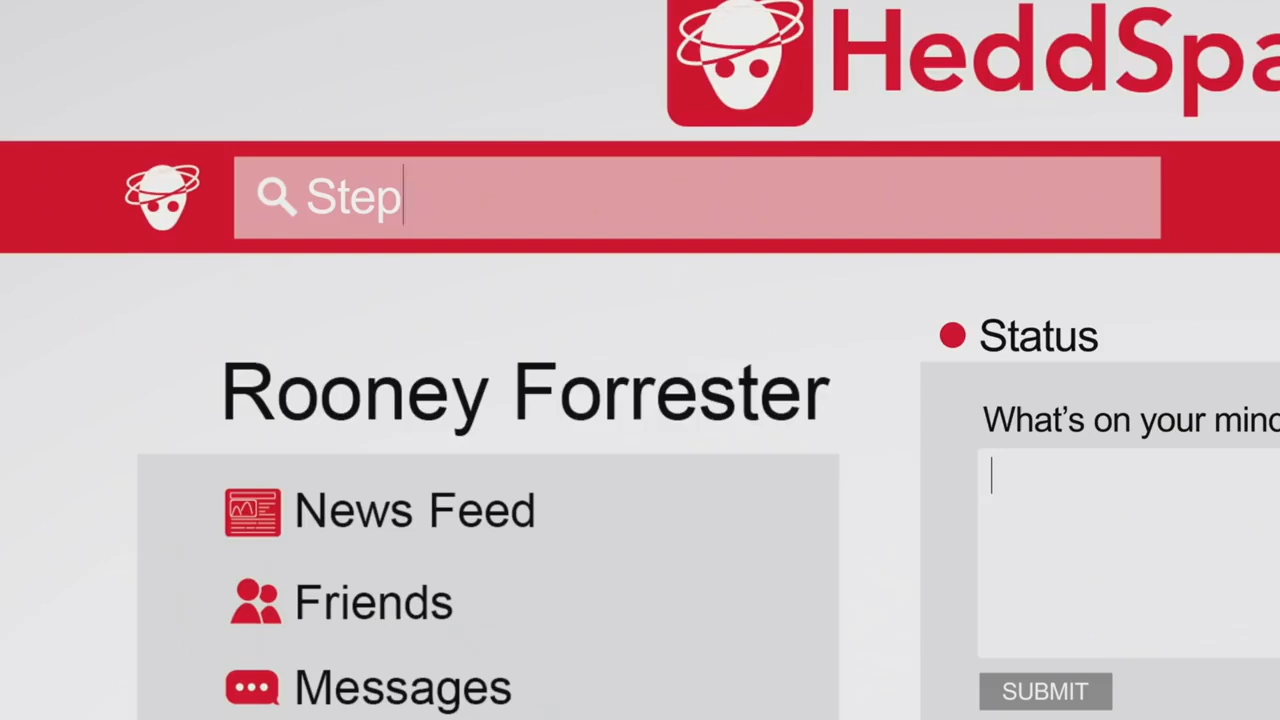 HeddSpa
Step
Rooney Forrester
Status
What's on your mind
News Feed
Friends
Messages
SUBMIT